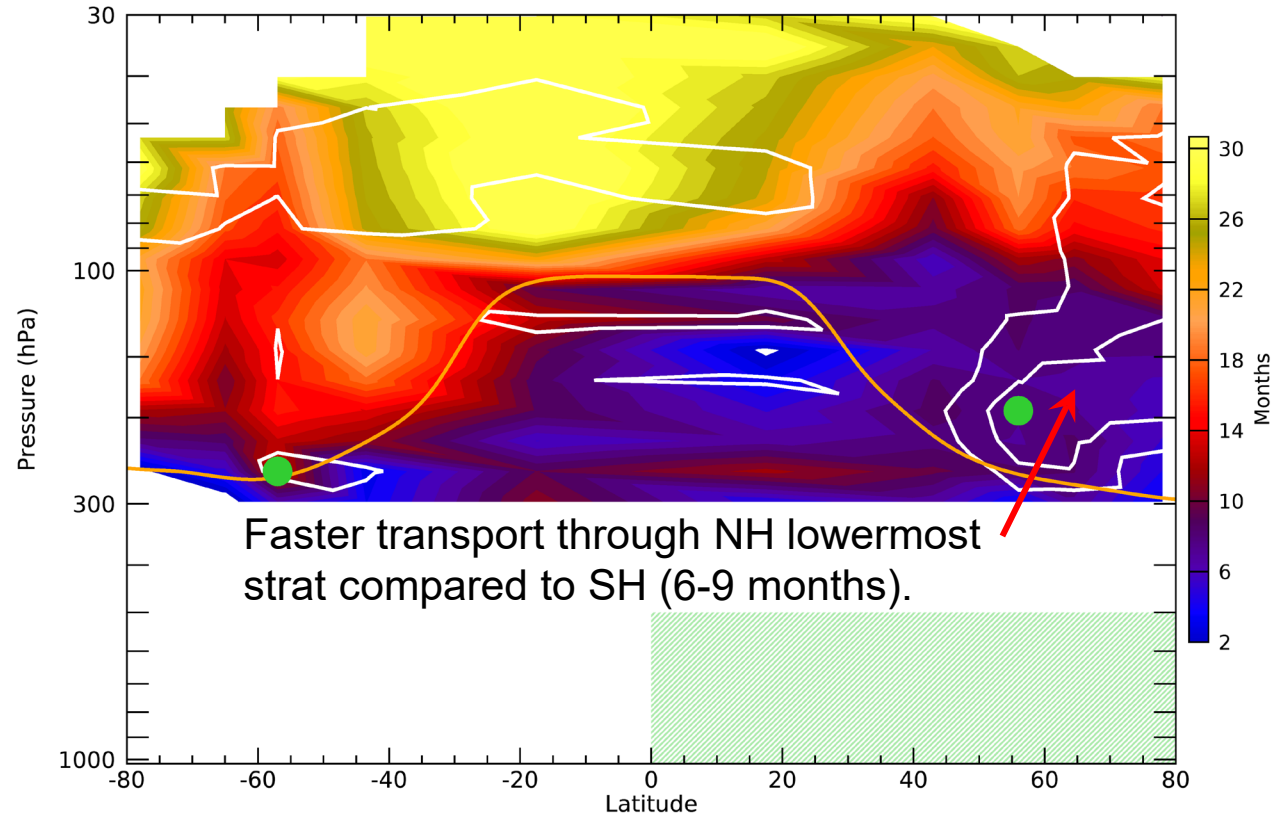 30
100
300
1000
Pressure (hPa)
-80 -60 -40 -20 0 20 40 60 80
Latitude
30
26
22
18
14
10
6
2
Months
Faster transport through NH lowermost
strat compared to SH (6-9 months).